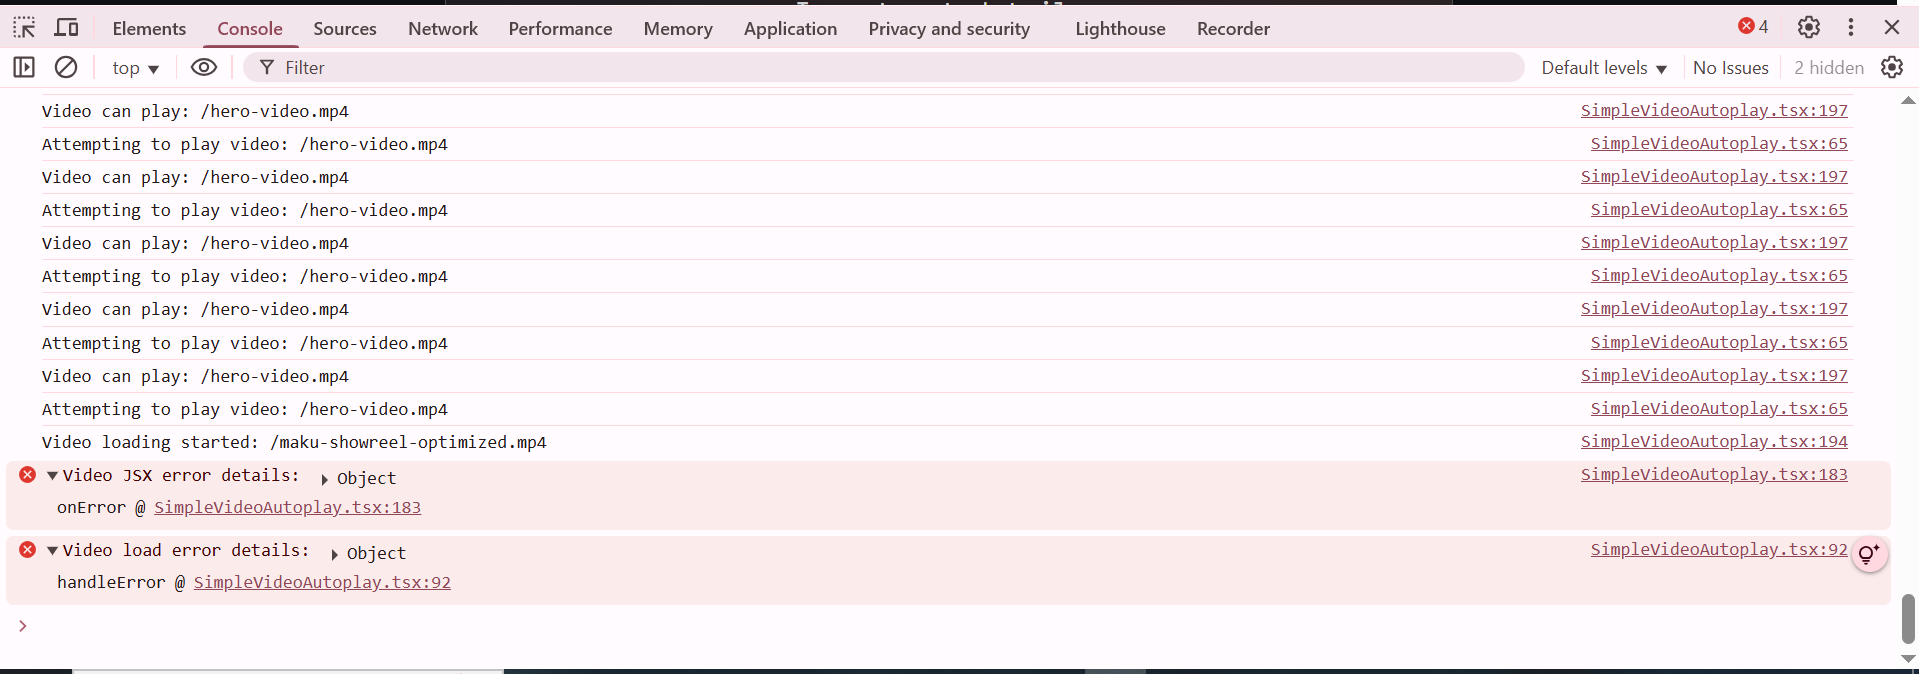 Elements Console Sources Network Performance Memory Application Privacy and security Lighthouse Recorder 4
top Filter Default levels No Issues 2 hidden
Video can play: /hero-video.mp4 SimpleVideoAutoplay.tsx:197
Attempting to play video: /hero-video.mp4 SimpleVideoAutoplay.tsx:65
Video can play: /hero-video.mp4 SimpleVideoAutoplay.tsx:197
Attempting to play video: /hero-video.mp4 SimpleVideoAutoplay.tsx:65
Video can play: /hero-video.mp4 SimpleVideoAutoplay.tsx:197
Attempting to play video: /hero-video.mp4 SimpleVideoAutoplay.tsx:65
Video can play: /hero-video.mp4 SimpleVideoAutoplay.tsx:197
Attempting to play video: /hero-video.mp4 SimpleVideoAutoplay.tsx:65
Video can play: /hero-video.mp4 SimpleVideoAutoplay.tsx:197
Attempting to play video: /hero-video.mp4 SimpleVideoAutoplay.tsx:65
Video loading started: /maku-showreel-optimized.mp4 SimpleVideoAutoplay.tsx:194
Video JSX error details: Object SimpleVideoAutoplay.tsx:183
onError @ SimpleVideoAutoplay.tsx:183
Video load error details: Object SimpleVideoAutoplay.tsx:92
handleError @ SimpleVideoAutoplay.tsx:92